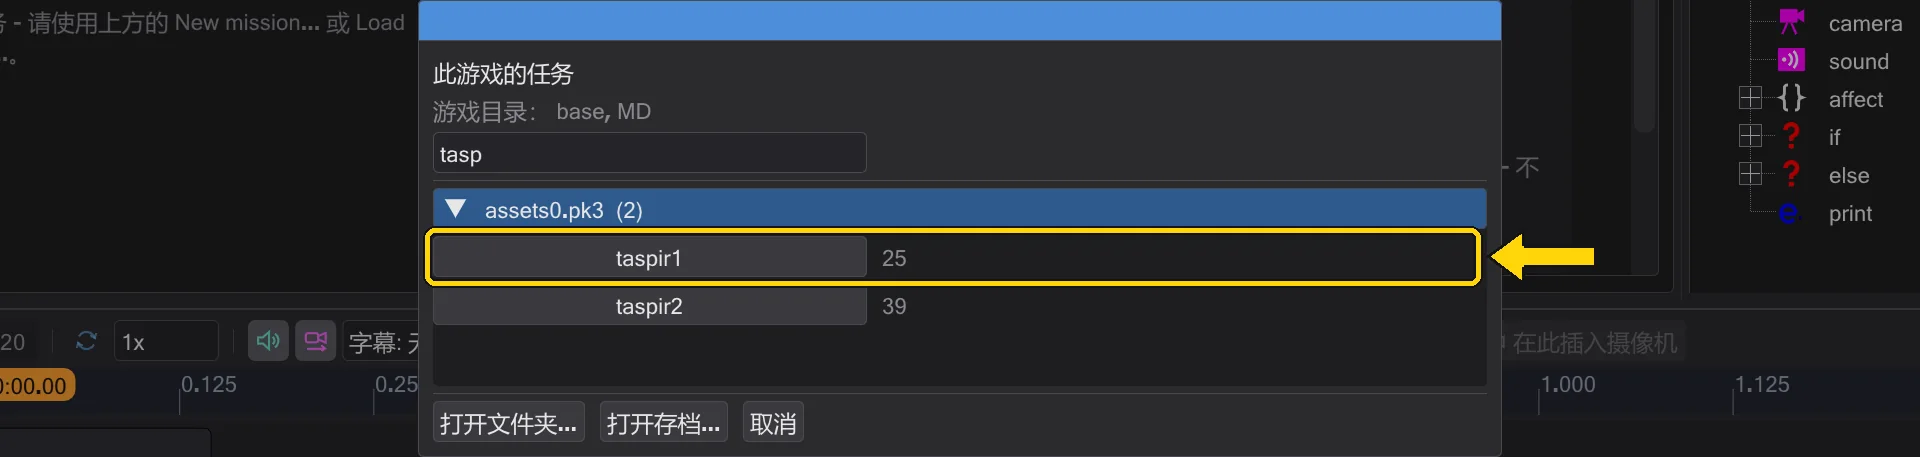 务 - 请使用上方的 New mission... 或 Load
...。
此游戏的任务
游戏目录： base, MD
tasp
assets0.pk3 (2)
taspir1 25
taspir2 39
打开文件夹... 打开存档... 取消
- 不
camera
sound
affect
if
else
print
20 1x 字幕:
在此插入摄像机
0:00.00 0.125 0.25 1.000 1.125